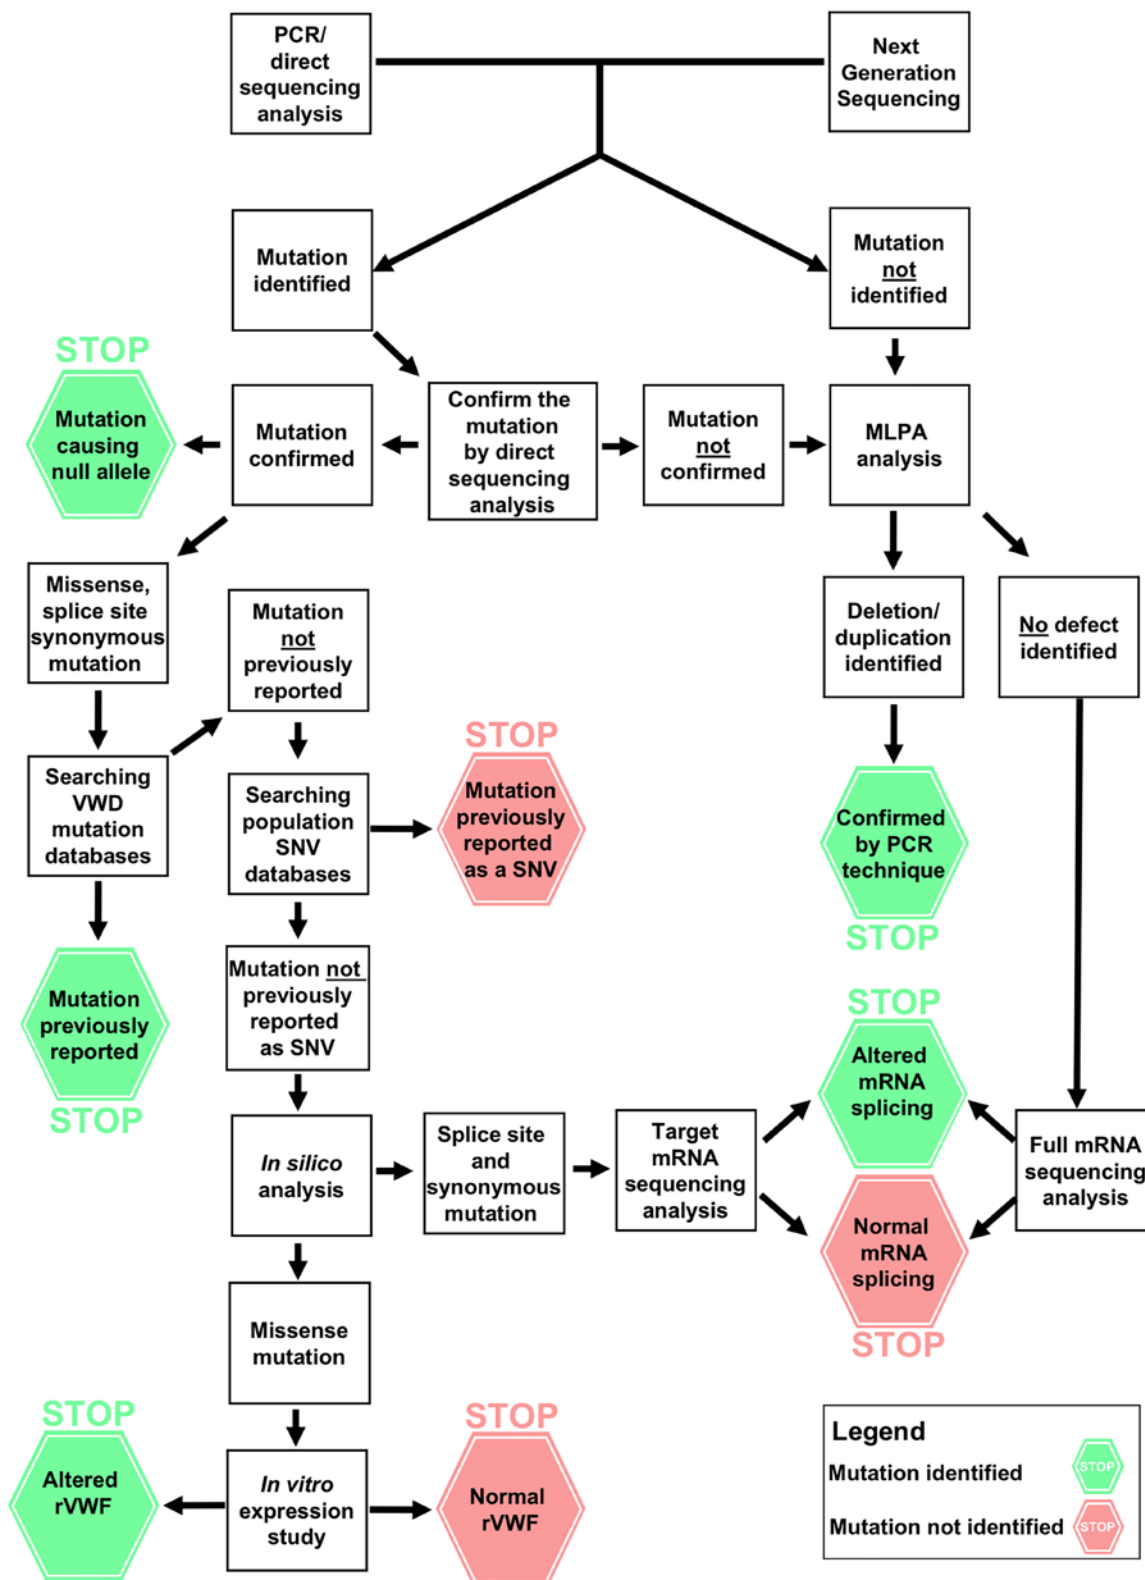 PCR/
direct
sequencing
analysis
Next
Generation
Sequencing
Mutation
identified
Mutation
not
identified
STOP
Mutation
causing
null allele
Mutation
confirmed
Confirm the
mutation
by direct
sequencing
analysis
Mutation
not
confirmed
MLPA
analysis
Missense,
splice site
synonymous
mutation
Mutation
not
previously
reported
Deletion/
duplication
identified
No defect
identified
Searching
VWD
mutation
databases
Searching
population
SNV
databases
STOP
Mutation
previously
reported
as a SNV
Confirmed
by PCR
technique
STOP
Mutation
previously
reported
STOP
Mutation not
previously
reported
as SNV
STOP
Altered
mRNA
splicing
In silico
analysis
Splice site
and
synonymous
mutation
Target
mRNA
sequencing
analysis
Full mRNA
sequencing
analysis
Normal
mRNA
splicing
STOP
Missense
mutation
STOP
Altered
rVWF
In vitro
expression
study
STOP
Normal
rVWF
Legend
Mutation identified
STOP
Mutation not identified
STOP